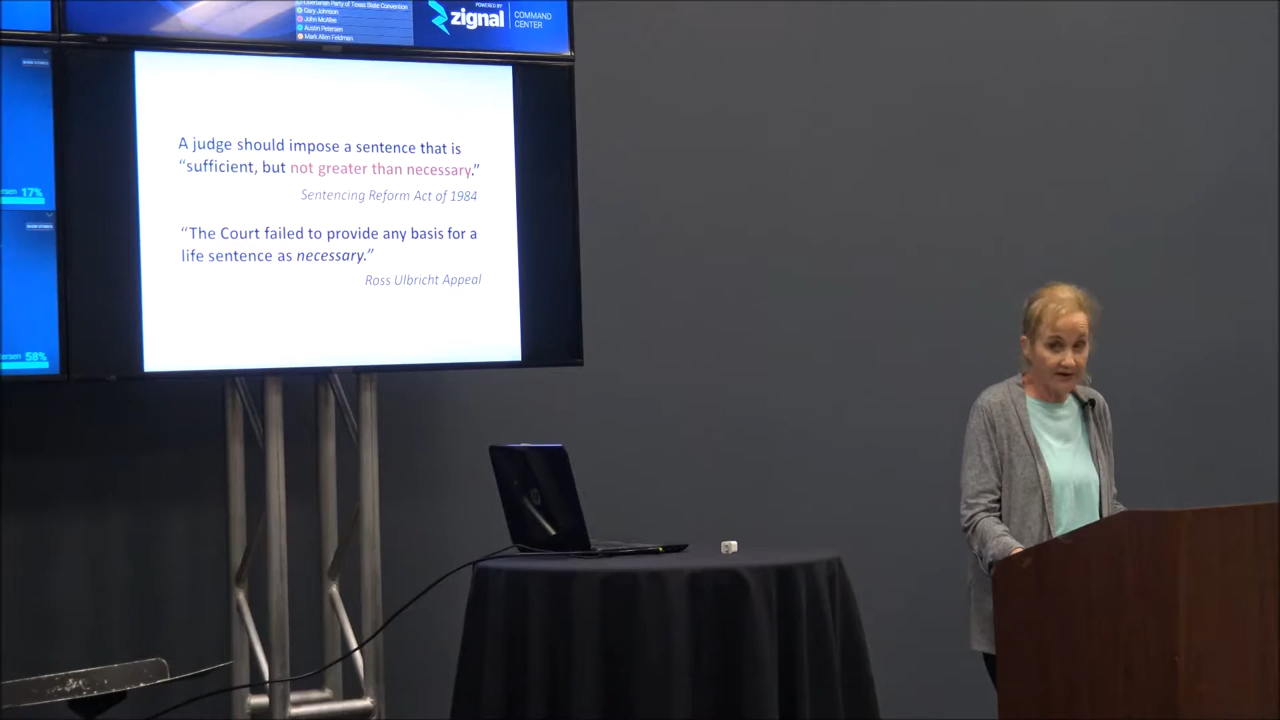 Libertarian Party of Texas State Convention
Gary Johnson
John McAfee
Austin Petersen
Mark Allen Feldman
POWERED BY
zignal
COMMAND
CENTER
A judge should impose a sentence that is
“sufficient, but not greater than necessary.”
Sentencing Reform Act of 1984
“The Court failed to provide any basis for a
life sentence as necessary.”
Ross Ulbricht Appeal
ersen 17%
ersen 58%